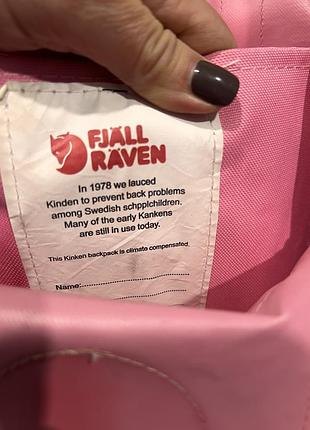 FJÄLL
RÄVEN
In 1978 we lauced
Kinden to prevent back problems
among Swedish schpplchildren.
Many of the early Kankens
are still in use today.
This Kinken backpack is climate compensated.
Name: